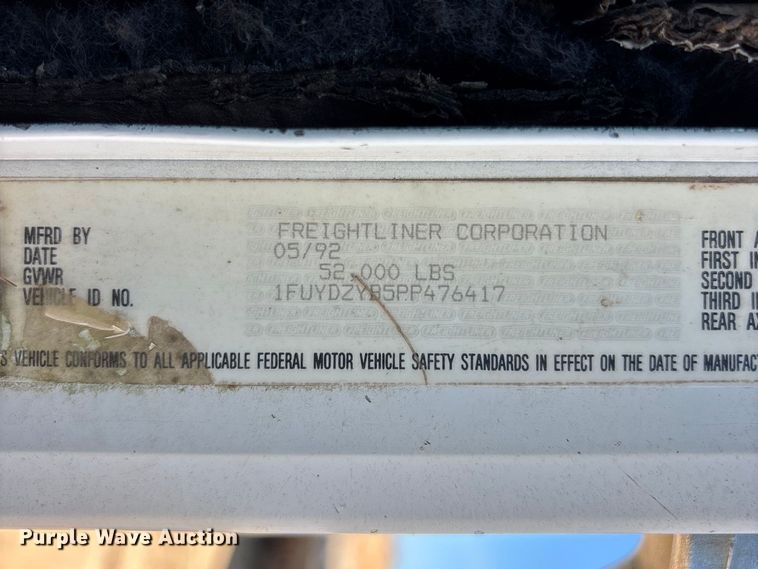 MFRD BY FREIGHTLINER CORPORATION FRONT A
DATE 05/92 FIRST IN
GVWR 52,000 LBS SECOND
VEHICLE ID NO. 1FUYDZYB5PP476417 THIRD I
REAR AX
S VEHICLE CONFORMS TO ALL APPLICABLE FEDERAL MOTOR VEHICLE SAFETY STANDARDS IN EFFECT ON THE DATE OF MANUFAC
Purple Wave Auction